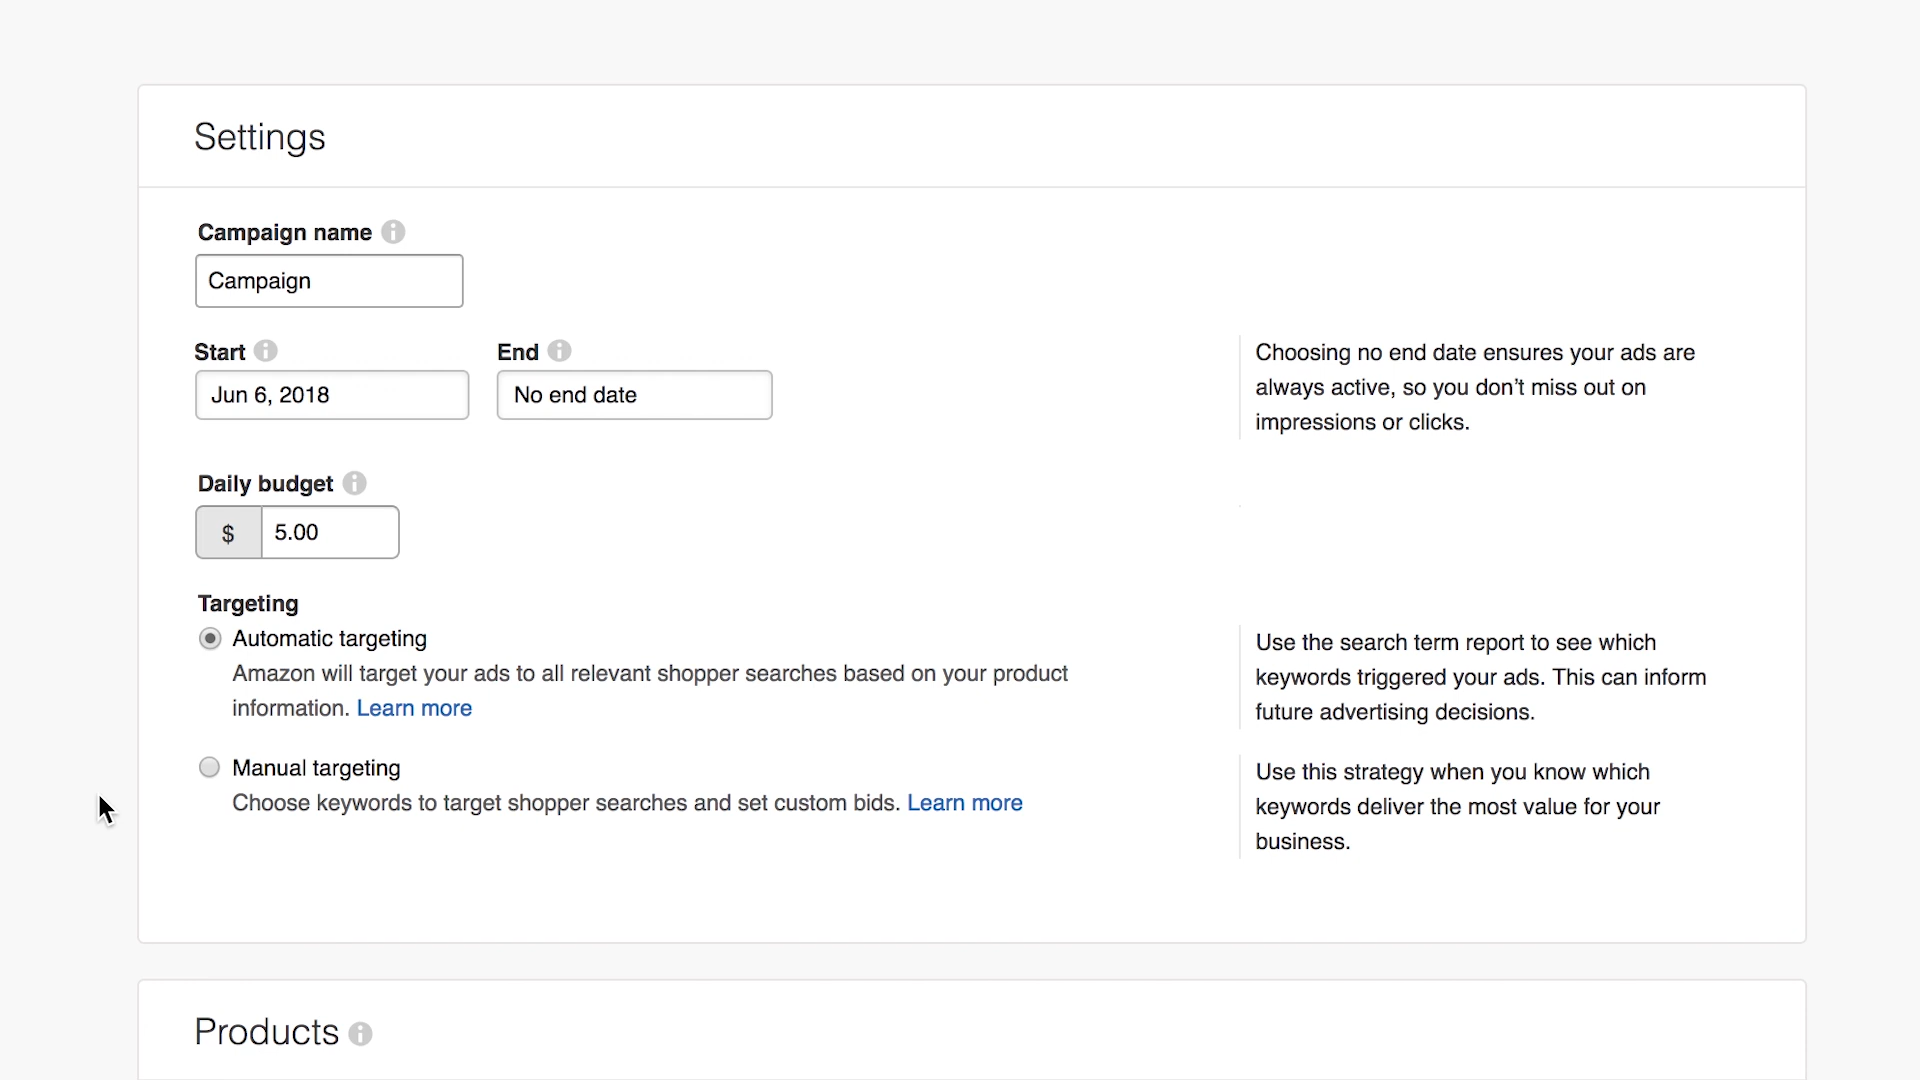 Settings
Campaign name
Campaign
Start
End
Jun 6, 2018
No end date
Choosing no end date ensures your ads are
always active, so you don’t miss out on
impressions or clicks.
Daily budget
$ 5.00
Targeting
Automatic targeting
Amazon will target your ads to all relevant shopper searches based on your product
information. Learn more
Use the search term report to see which
keywords triggered your ads. This can inform
future advertising decisions.
Manual targeting
Choose keywords to target shopper searches and set custom bids. Learn more
Use this strategy when you know which
keywords deliver the most value for your
business.
Products